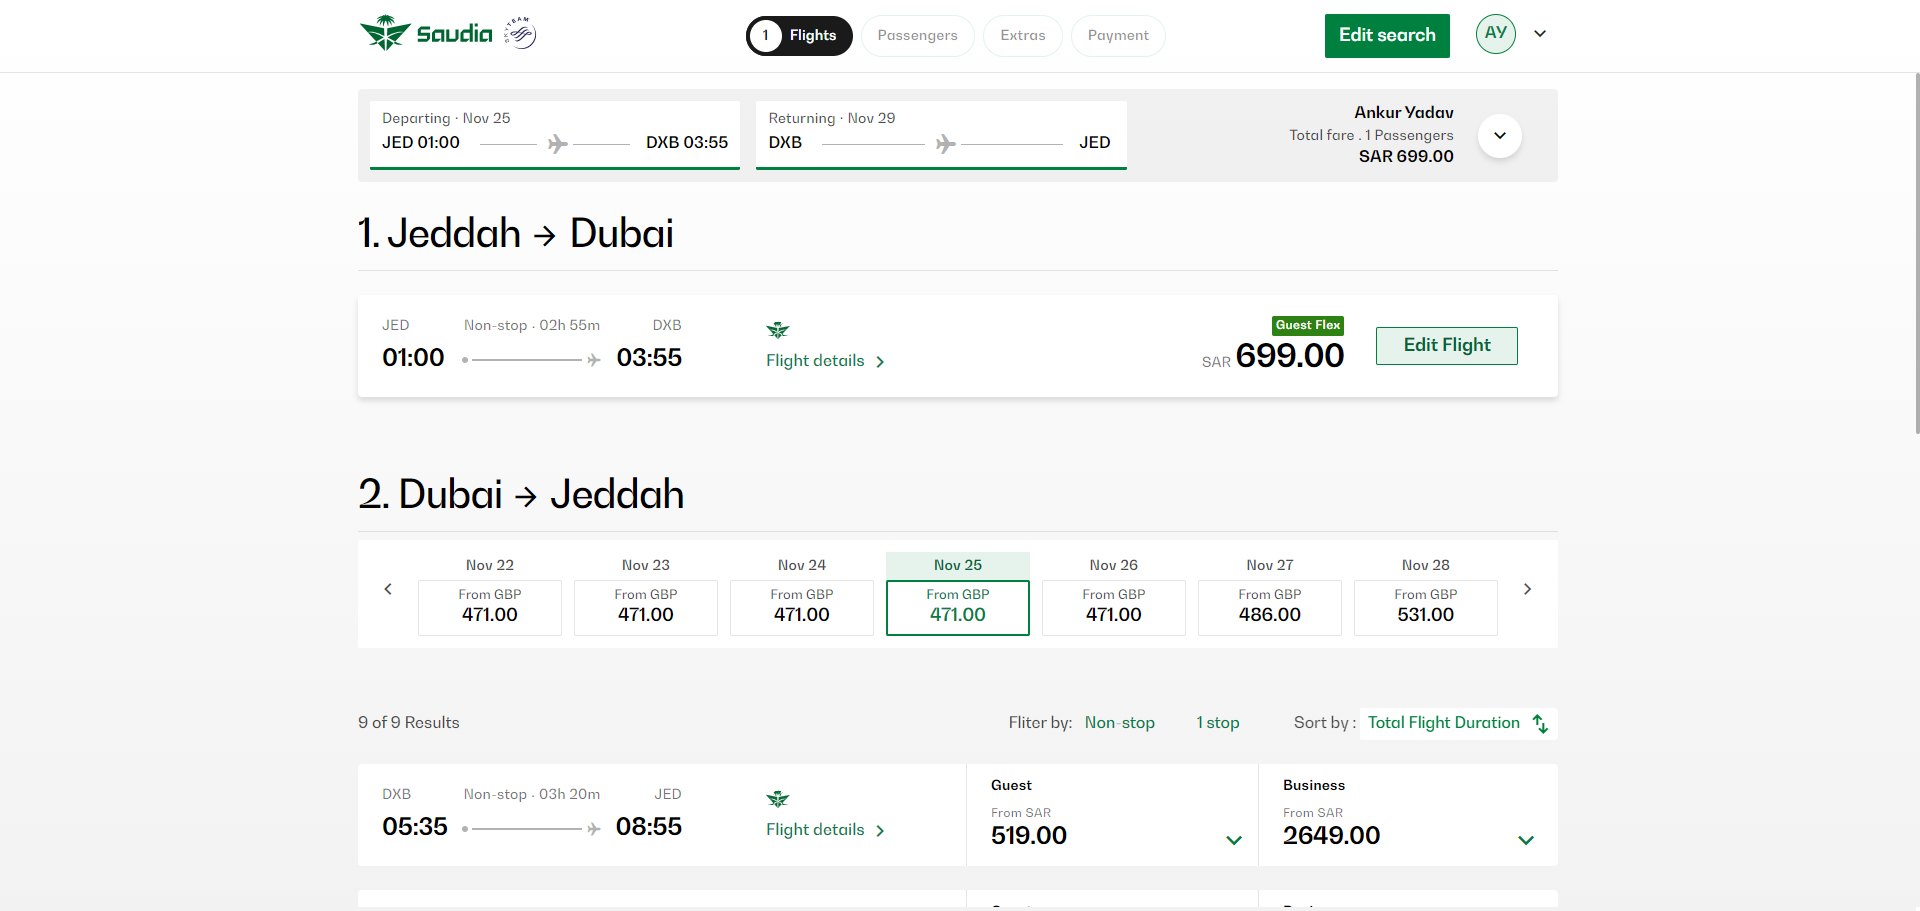 Saudia
SKYTEAM
1 Flights
Passengers
Extras
Payment
Edit search
AY
Departing · Nov 25
JED 01:00
DXB 03:55
Returning · Nov 29
DXB
JED
Ankur Yadav
Total fare . 1 Passengers
SAR 699.00
1. Jeddah → Dubai
JED
Non-stop . 02h 55m
DXB
01:00
03:55
Flight details
Guest Flex
SAR 699.00
Edit Flight
2. Dubai → Jeddah
Nov 22
From GBP
471.00
Nov 23
From GBP
471.00
Nov 24
From GBP
471.00
Nov 25
From GBP
471.00
Nov 26
From GBP
471.00
Nov 27
From GBP
486.00
Nov 28
From GBP
531.00
9 of 9 Results
Fliter by: Non-stop 1 stop
Sort by : Total Flight Duration
DXB
Non-stop . 03h 20m
JED
05:35
08:55
Flight details
Guest
From SAR
519.00
Business
From SAR
2649.00